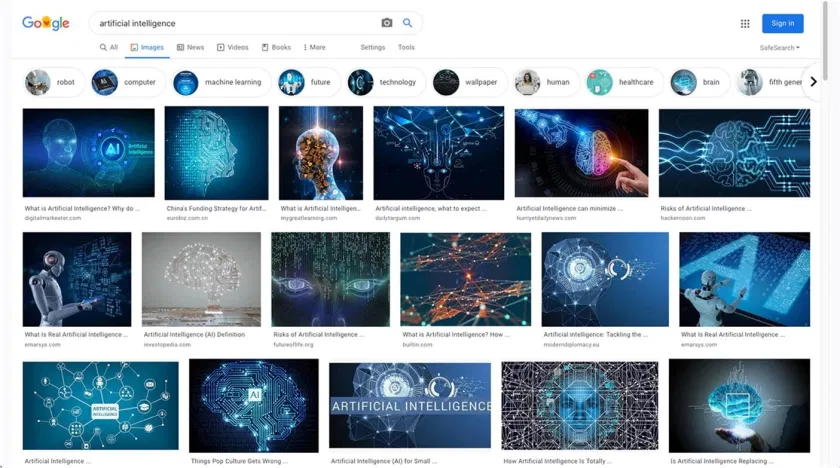 Google
artificial intelligence
Sign in
All Images News Videos Books More Settings Tools
SafeSearch
robot computer machine learning future technology wallpaper human healthcare brain fifth gener
AI Artificial Intelligence
What is Artificial Intelligence? Why do ...
digitalmarketer.com
China's Funding Strategy for Artif...
eurobiz.com.cn
What is Artificial Intelligen...
mygreatlearning.com
Artificial intelligence, what to expect ...
dailytargum.com
Artificial Intelligence can minimize ...
hurriyetdailynews.com
Risks of Artificial Intelligence ...
hackernoon.com
AI
What Is Real Artificial Intelligence ...
emarsys.com
Artificial Intelligence (AI) Definition
investopedia.com
Risks of Artificial Intelligence ...
futureoflife.org
What is Artificial Intelligence? How ...
builtin.com
Artificial Intelligence: Tackling the ...
moderndiplomacy.eu
What Is Real Artificial Intelligence ...
emarsys.com
ARTIFICIAL
INTELLIGENCE
AI
ARTIFICIAL INTELLIGENCE
Artificial Intelligence ...
Things Pop Culture Gets Wrong ...
Artificial Intelligence (AI) for Small ...
How Artificial Intelligence Is Totally ...
Is Artificial Intelligence Replacing ...